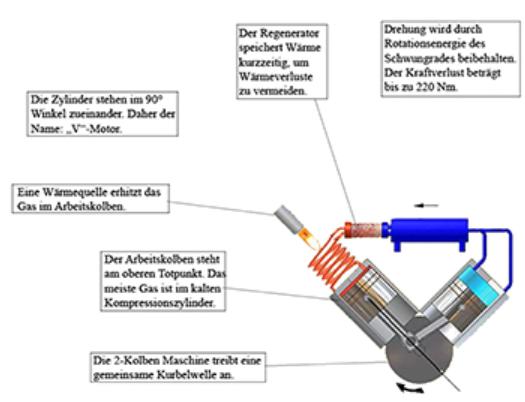 Der Regenerator
speichert Wärme
kurzzeitig, um
Wärmeverluste
zu vermeiden.
Drehung wird durch
Rotationsenergie des
Schwungrades beibehalten.
Der Kraftverlust beträgt
bis zu 220 Nm.
Die Zylinder stehen im 90°
Winkel zueinander. Daher der
Name: „V“-Motor.
Eine Wärmequelle erhitzt das
Gas im Arbeitskolben.
Der Arbeitskolben steht
am oberen Totpunkt. Das
meiste Gas ist im kalten
Kompressionszylinder.
Die 2-Kolben Maschine treibt eine
gemeinsame Kurbelwelle an.